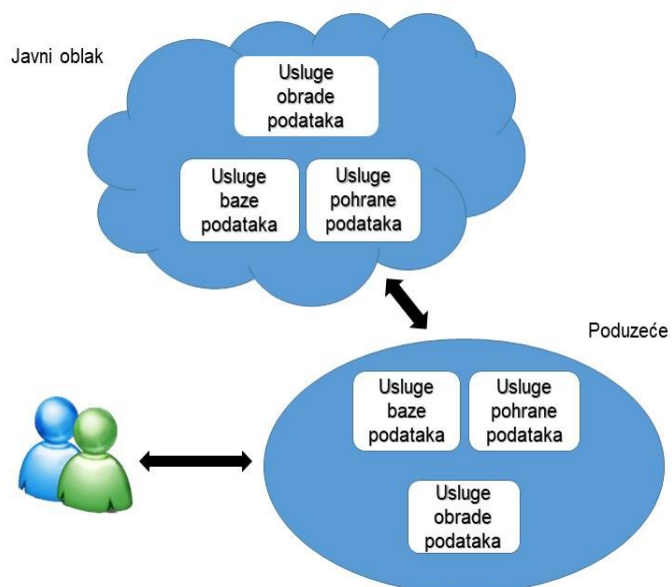 Javni oblak
Usluge
obrade
podataka
Usluge
baze
podataka
Usluge
pohrane
podataka
Poduzeće
Usluge
baze
podataka
Usluge
pohrane
podataka
Usluge
obrade
podataka